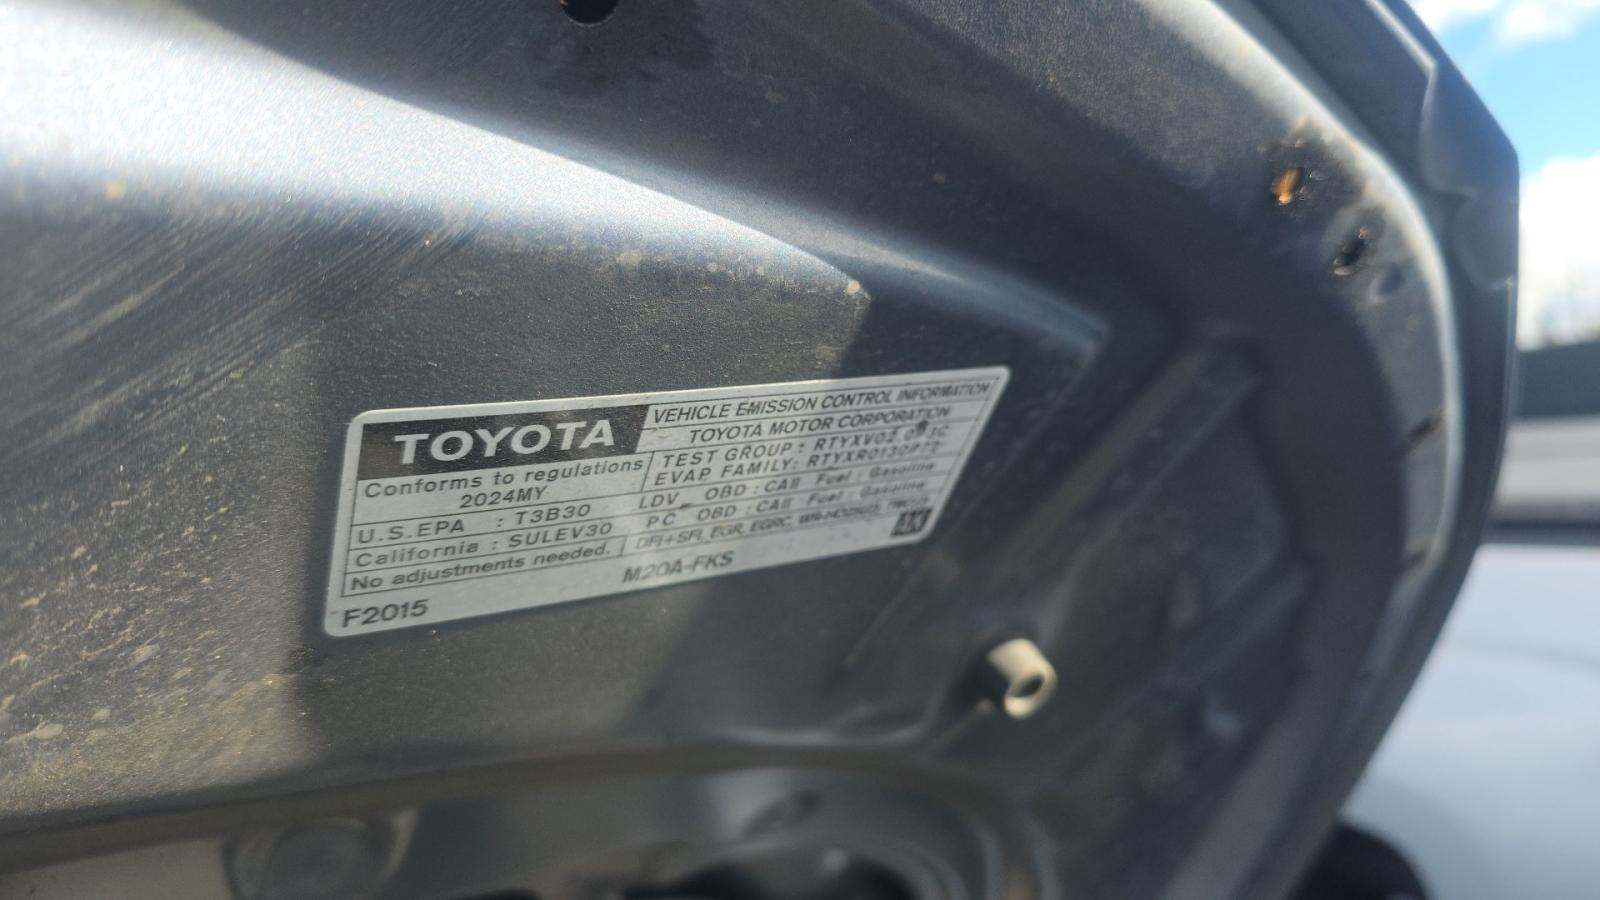 TOYOTA
VEHICLE EMISSION CONTROL INFORMATION
TOYOTA MOTOR CORPORATION
Conforms to regulations
2024MY
TEST GROUP:
EVAP FAMILY:
U.S.EPA : T3B30 LDV OBD : CAII Fuel : Gasoline
California : SULEV30 PC OBD : CAII Fuel : Gasoline
No adjustments needed. DFI+SFI, EGR, EGRC,
F2015 M20A-FKS